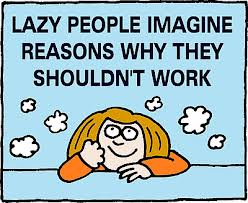 LAZY PEOPLE IMAGINE
REASONS WHY THEY
SHOULDN'T WORK